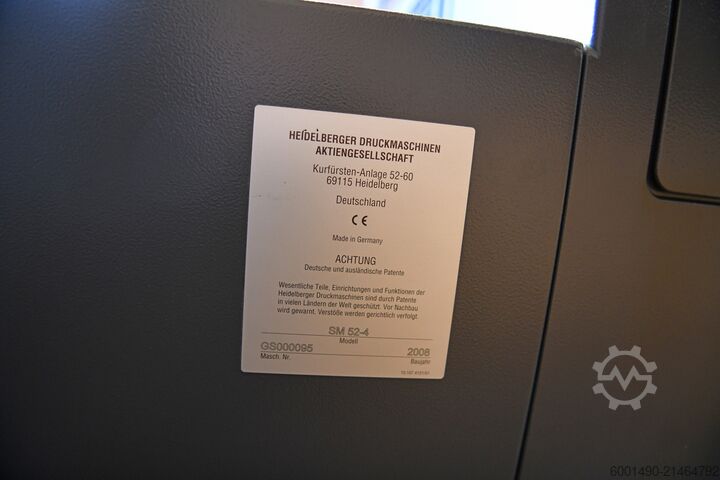 HEIDELBERGER DRUCKMASCHINEN
AKTIENGESELLSCHAFT
Kurfürsten-Anlage 52-60
69115 Heidelberg
Deutschland
CE
Made in Germany
ACHTUNG
Deutsche und ausländische Patente
Wesentliche Teile, Einrichtungen und Funktionen der
Heidelberger Druckmaschinen sind durch Patente
in vielen Ländern der Welt geschützt. Vor Nachbau
wird gewarnt. Verstöße werden gerichtlich verfolgt.
SM 52-4
Modell
GS000095 2008
Masch. Nr. Baujahr
6001490-21464792